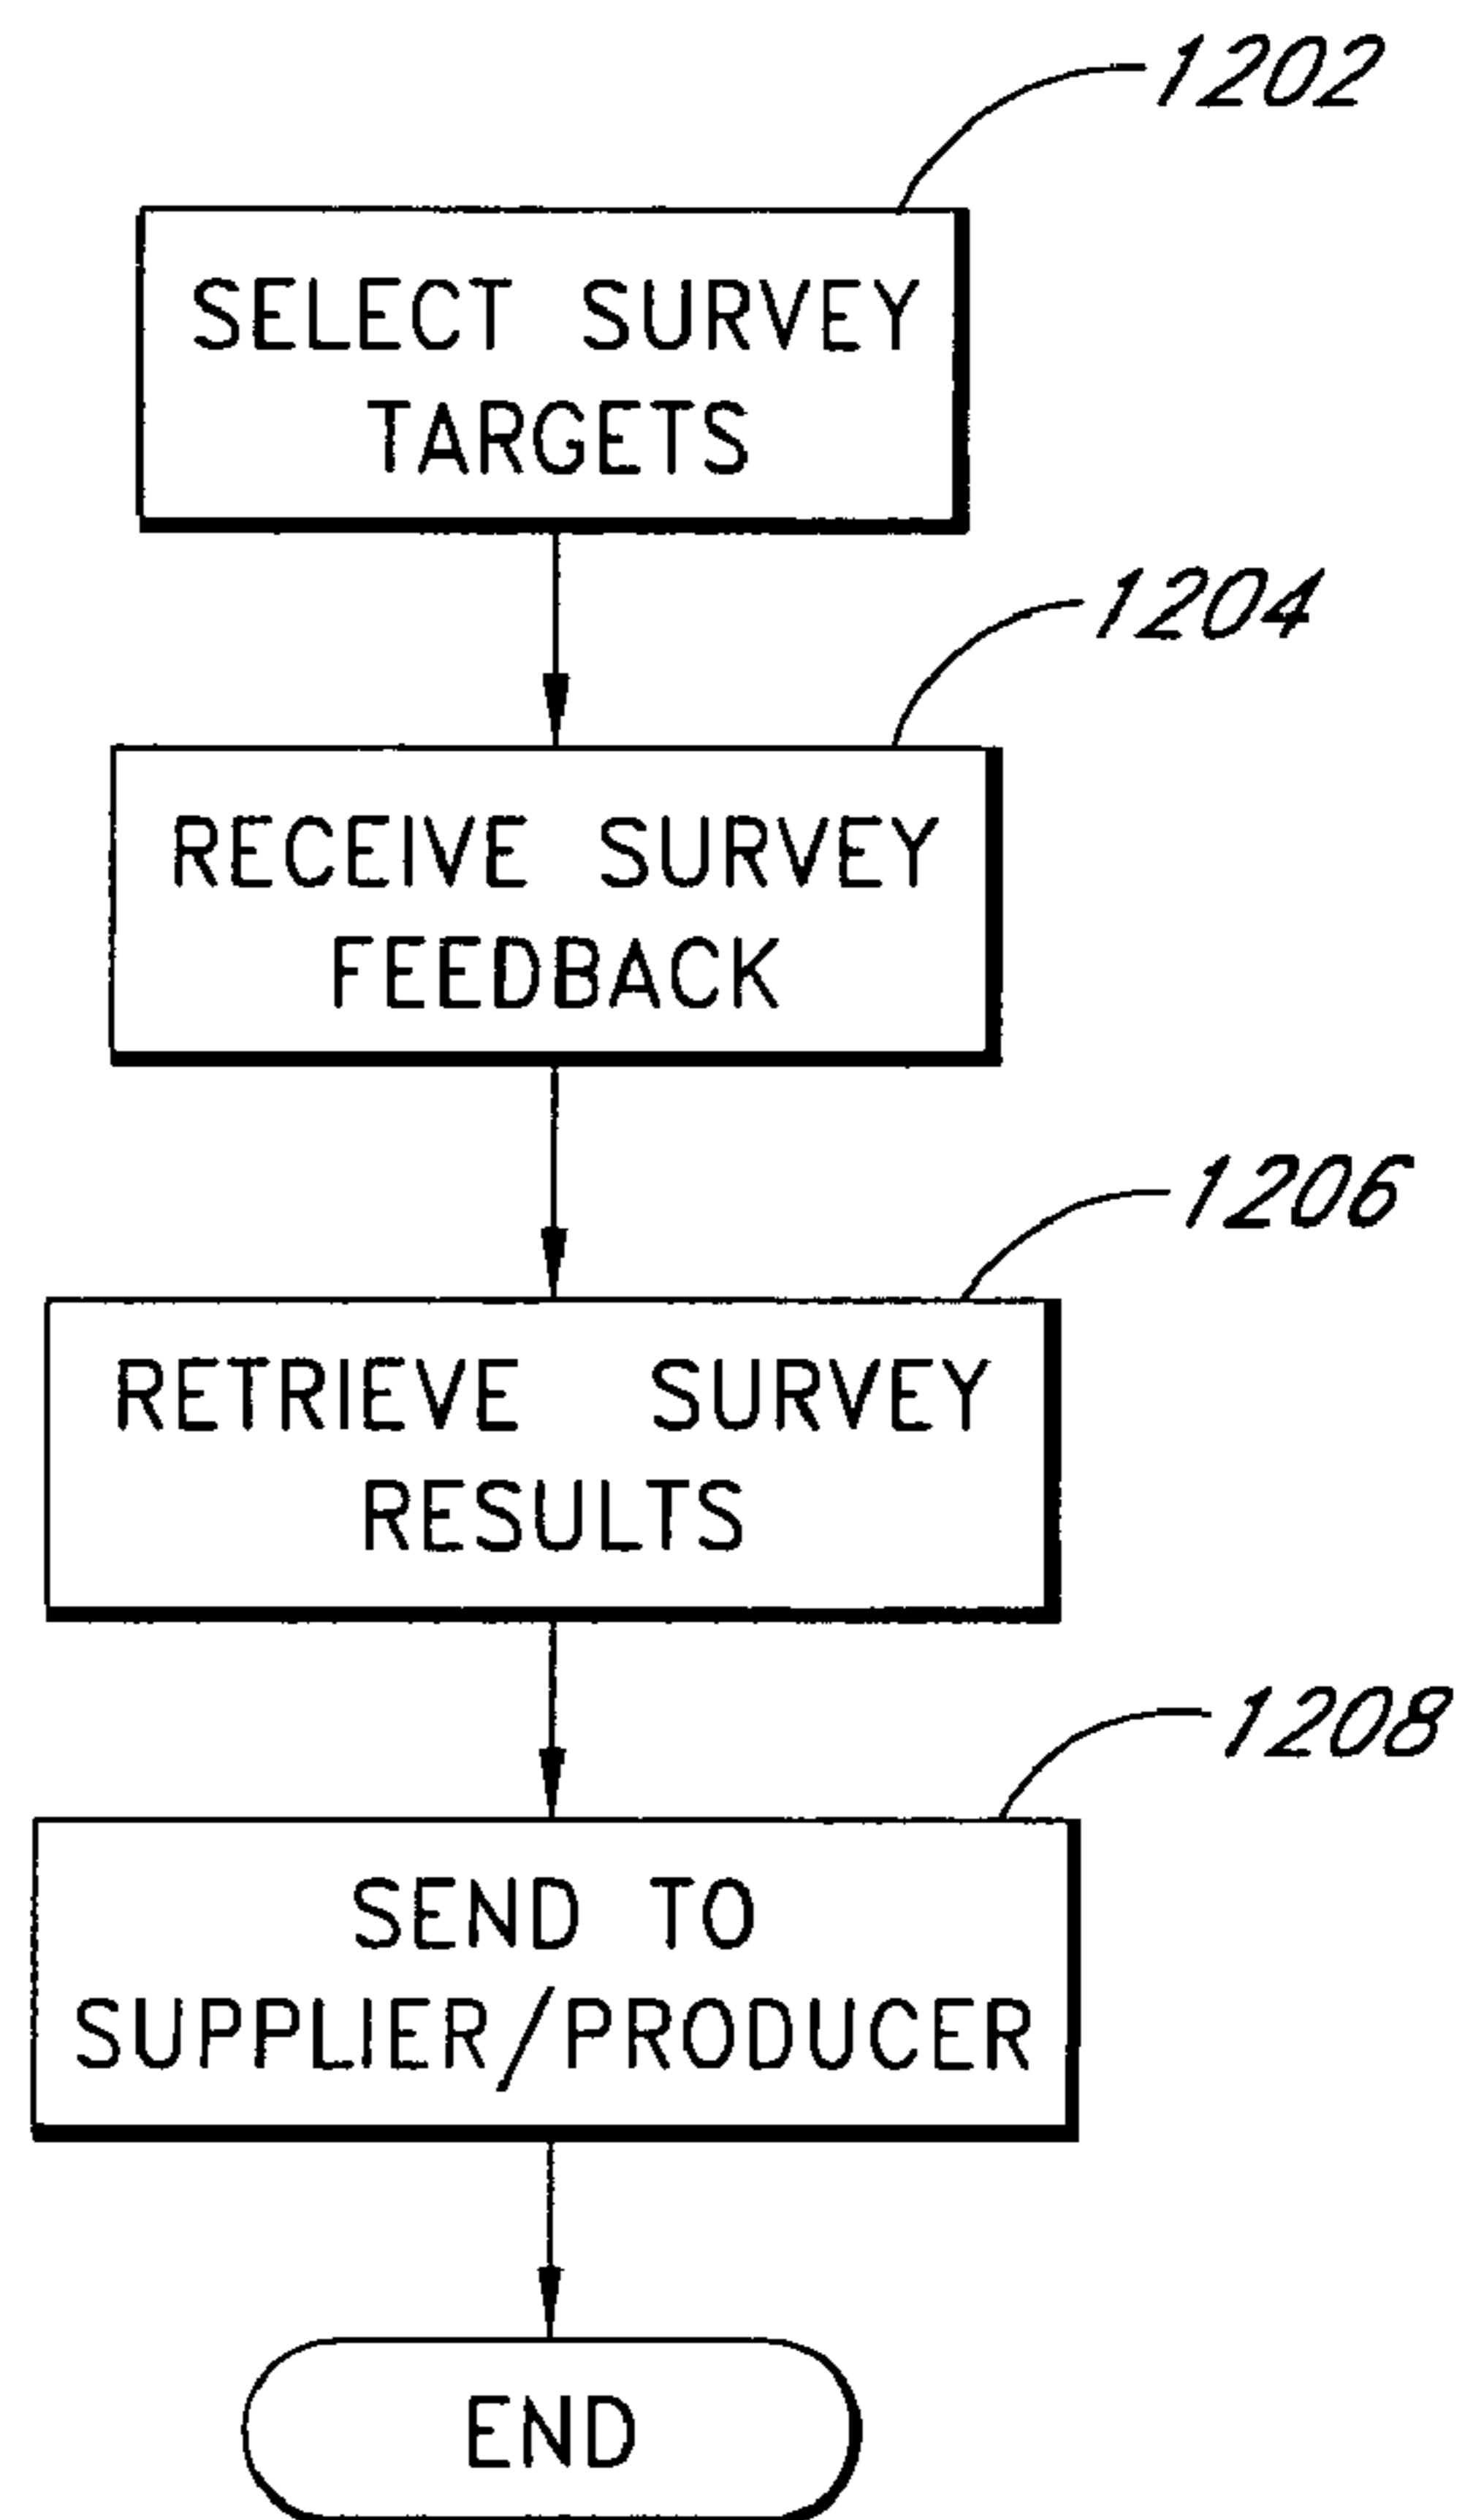 1202
SELECT SURVEY
TARGETS
1204
RECEIVE SURVEY
FEEDBACK
1206
RETRIEVE SURVEY
RESULTS
1208
SEND TO
SUPPLIER/PRODUCER
END